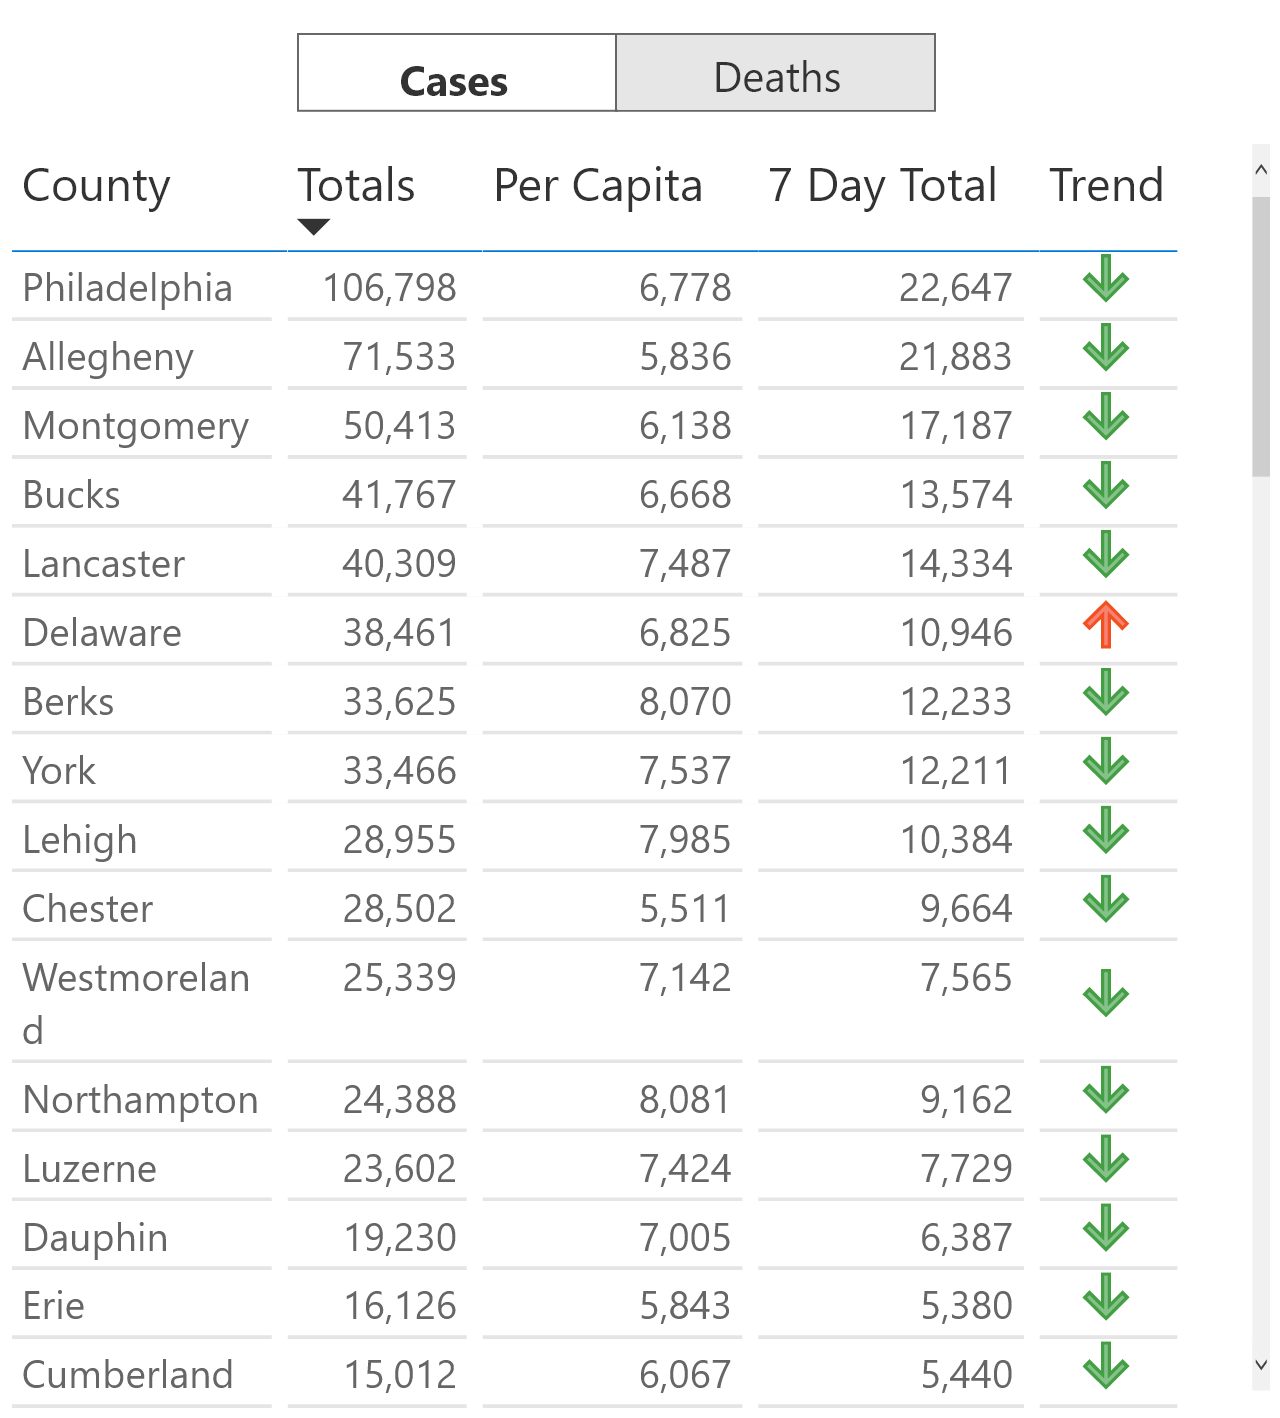 Cases Deaths
County Totals Per Capita 7 Day Total Trend
Philadelphia 106,798 6,778 22,647
Allegheny 71,533 5,836 21,883
Montgomery 50,413 6,138 17,187
Bucks 41,767 6,668 13,574
Lancaster 40,309 7,487 14,334
Delaware 38,461 6,825 10,946
Berks 33,625 8,070 12,233
York 33,466 7,537 12,211
Lehigh 28,955 7,985 10,384
Chester 28,502 5,511 9,664
Westmorelan 25,339 7,142 7,565
d
Northampton 24,388 8,081 9,162
Luzerne 23,602 7,424 7,729
Dauphin 19,230 7,005 6,387
Erie 16,126 5,843 5,380
Cumberland 15,012 6,067 5,440